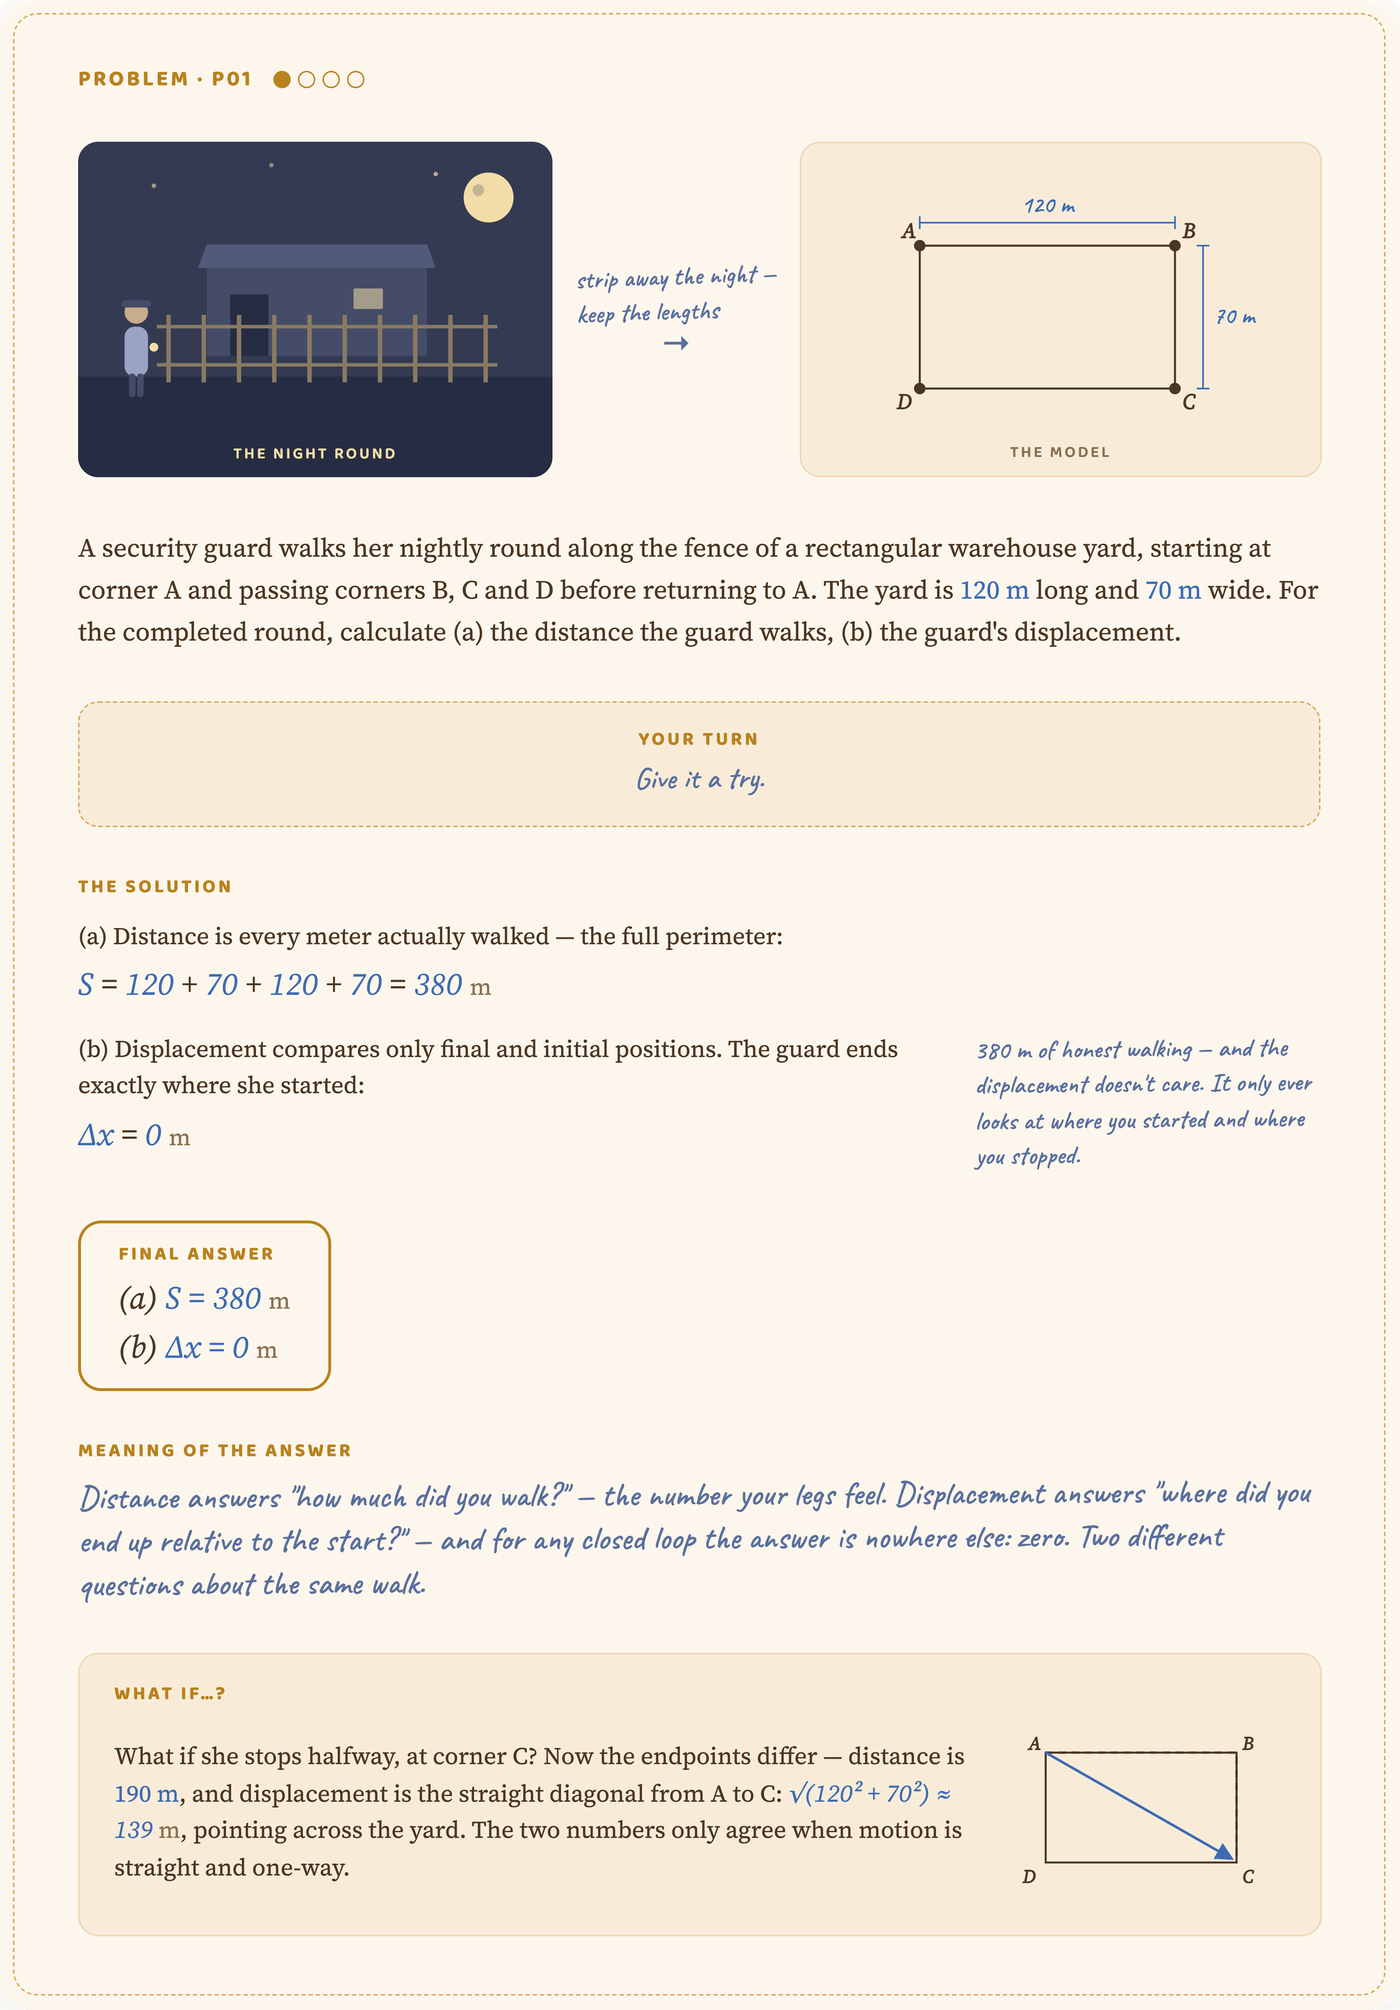 PROBLEM · P01
THE NIGHT ROUND
strip away the night —
keep the lengths
→
120 m
A
B
70 m
D
C
THE MODEL
A security guard walks her nightly round along the fence of a rectangular warehouse yard, starting at
corner A and passing corners B, C and D before returning to A. The yard is 120 m long and 70 m wide. For
the completed round, calculate (a) the distance the guard walks, (b) the guard's displacement.
YOUR TURN
Give it a try.
THE SOLUTION
(a) Distance is every meter actually walked — the full perimeter:
S = 120 + 70 + 120 + 70 = 380 m
(b) Displacement compares only final and initial positions. The guard ends
exactly where she started:
Δx = 0 m
380 m of honest walking — and the
displacement doesn't care. It only ever
looks at where you started and where
you stopped.
FINAL ANSWER
(a) S = 380 m
(b) Δx = 0 m
MEANING OF THE ANSWER
Distance answers "how much did you walk?" — the number your legs feel. Displacement answers "where did you
end up relative to the start?" — and for any closed loop the answer is nowhere else: zero. Two different
questions about the same walk.
WHAT IF...?
What if she stops halfway, at corner C? Now the endpoints differ — distance is
190 m, and displacement is the straight diagonal from A to C: √(120² + 70²) ≈
139 m, pointing across the yard. The two numbers only agree when motion is
straight and one-way.
A
B
D
C